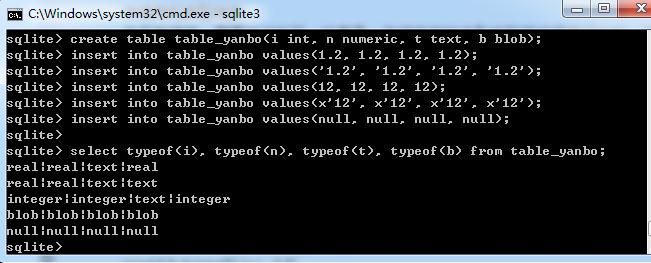 C:\Windows\system32\cmd.exe - sqlite3
sqlite> create table table_yanbo(i int, n numeric, t text, b blob);
sqlite> insert into table_yanbo values(1.2, 1.2, 1.2, 1.2);
sqlite> insert into table_yanbo values('1.2', '1.2', '1.2', '1.2');
sqlite> insert into table_yanbo values(12, 12, 12, 12);
sqlite> insert into table_yanbo values(x'12', x'12', x'12', x'12');
sqlite> insert into table_yanbo values(null, null, null, null);
sqlite>
sqlite> select typeof(i), typeof(n), typeof(t), typeof(b) from table_yanbo;
real|real|text|real
real|real|text|text
integer|integer|text|integer
blob|blob|blob|blob
null|null|null|null
sqlite>